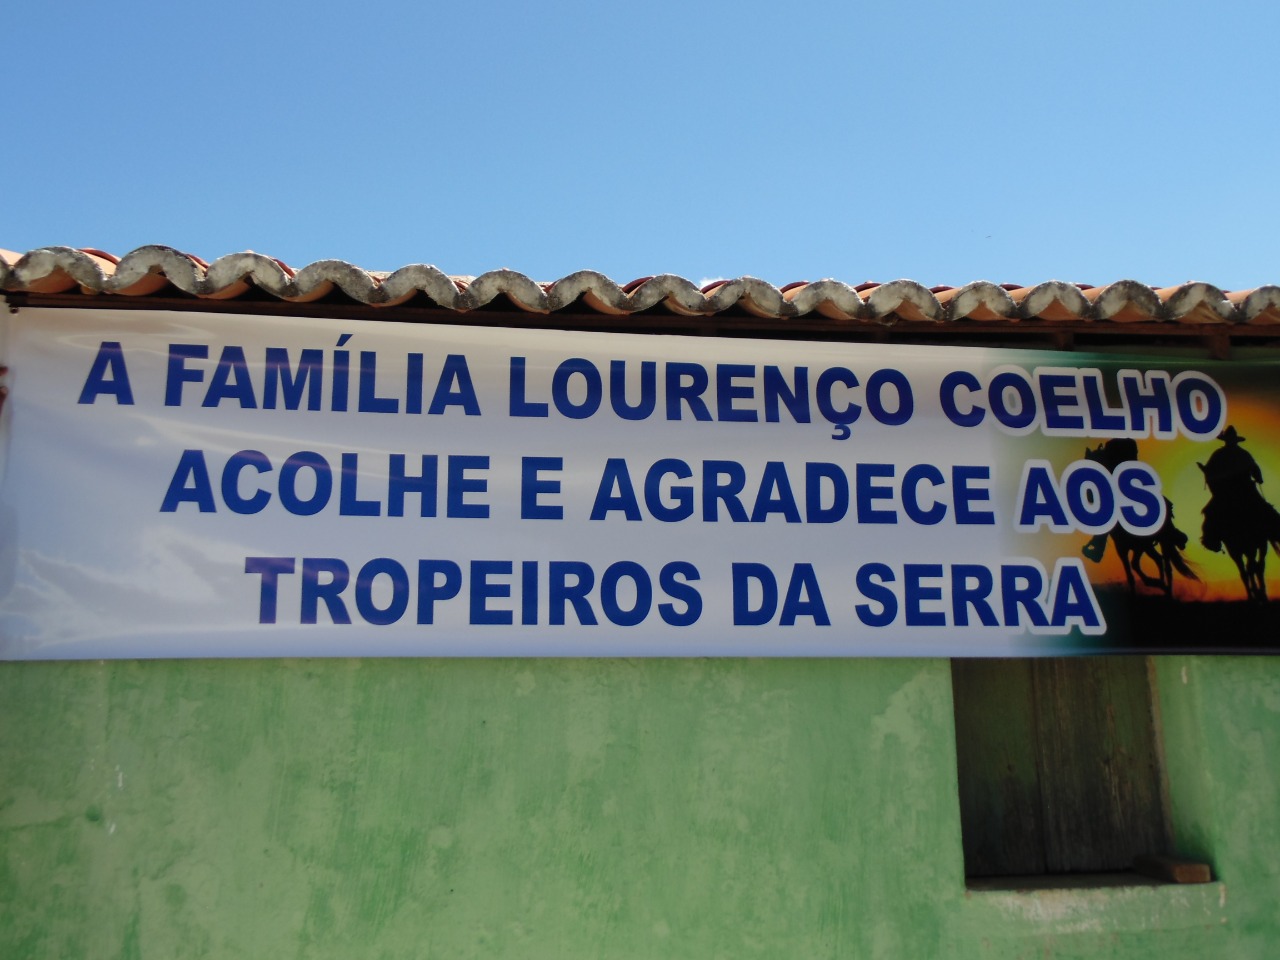 A FAMÍLIA LOURENÇO COELHO
ACOLHE E AGRADECE AOS
TROPEIROS DA SERRA